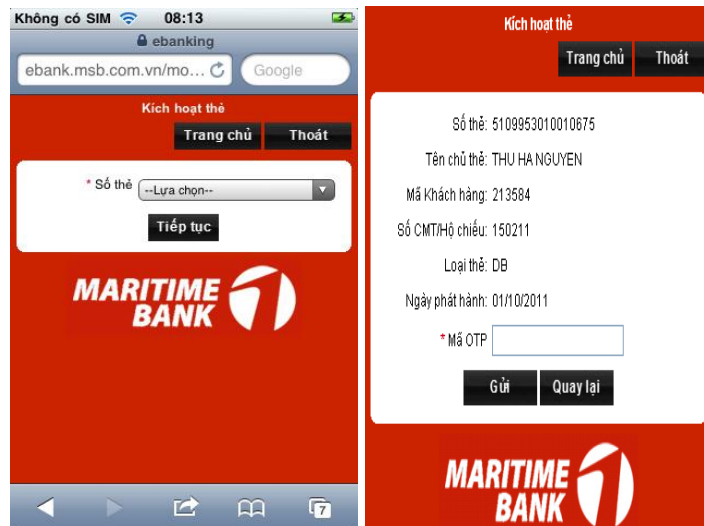 Không có SIM 08:13
ebanking
ebank.msb.com.vn/mo... Google
Kích hoạt thẻ
Trang chủ Thoát
* Số thẻ --Lựa chọn--
Tiếp tục
MARITIME
BANK
7
Kích hoạt thẻ
Trang chủ Thoát
Số thẻ: 5109953010010675
Tên chủ thẻ: THU HA NGUYEN
Mã Khách hàng: 213584
Số CMT/Hộ chiếu: 150211
Loại thẻ: DB
Ngày phát hành: 01/10/2011
* Mã OTP
Gửi Quay lại
MARITIME
BANK